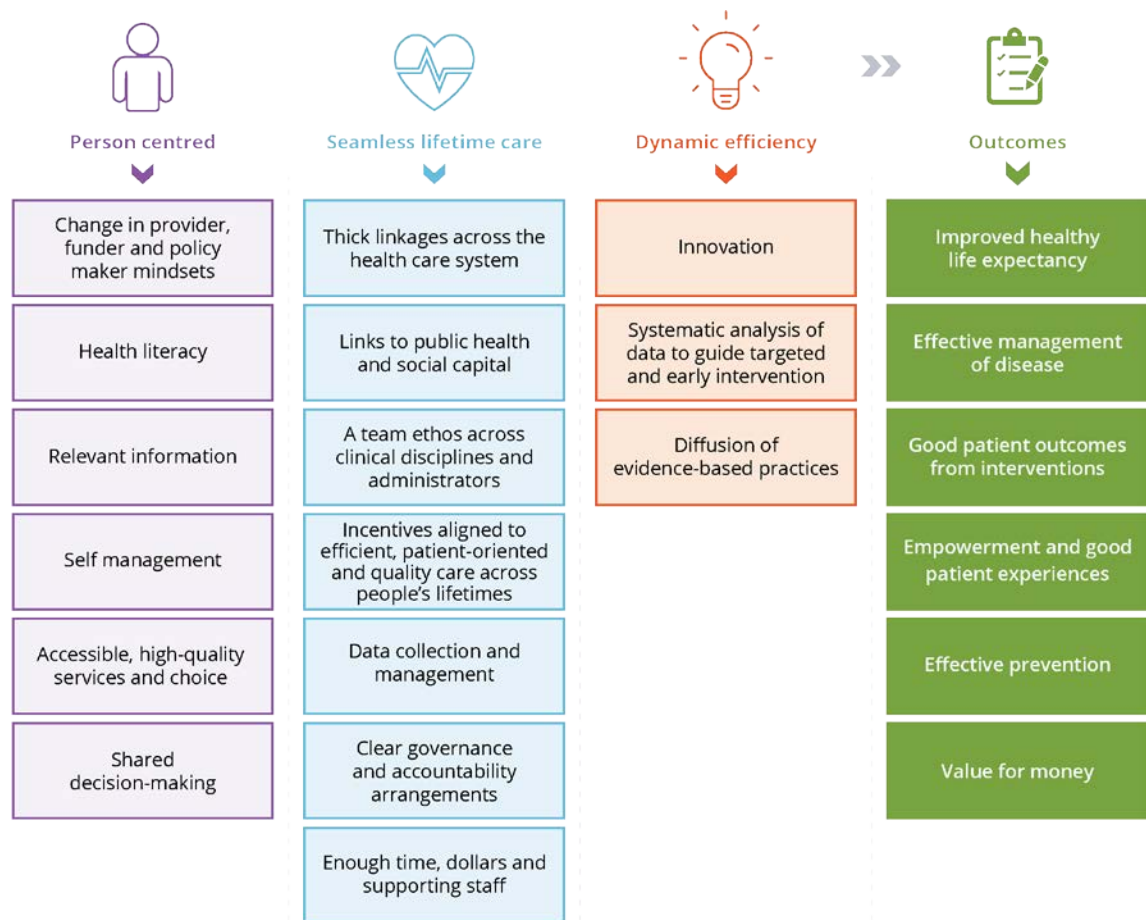 Person centred
Change in provider,
funder and policy
maker mindsets
Health literacy
Relevant information
Self management
Accessible, high-quality
services and choice
Shared
decision-making
Seamless lifetime care
Thick linkages across the
health care system
Links to public health
and social capital
A team ethos across
clinical disciplines and
administrators
Incentives aligned to
efficient, patient-oriented
and quality care across
people's lifetimes
Data collection and
management
Clear governance
and accountability
arrangements
Enough time, dollars and
supporting staff
Dynamic efficiency
Innovation
Systematic analysis of
data to guide targeted
and early intervention
Diffusion of
evidence-based practices
Outcomes
Improved healthy
life expectancy
Effective management
of disease
Good patient outcomes
from interventions
Empowerment and good
patient experiences
Effective prevention
Value for money